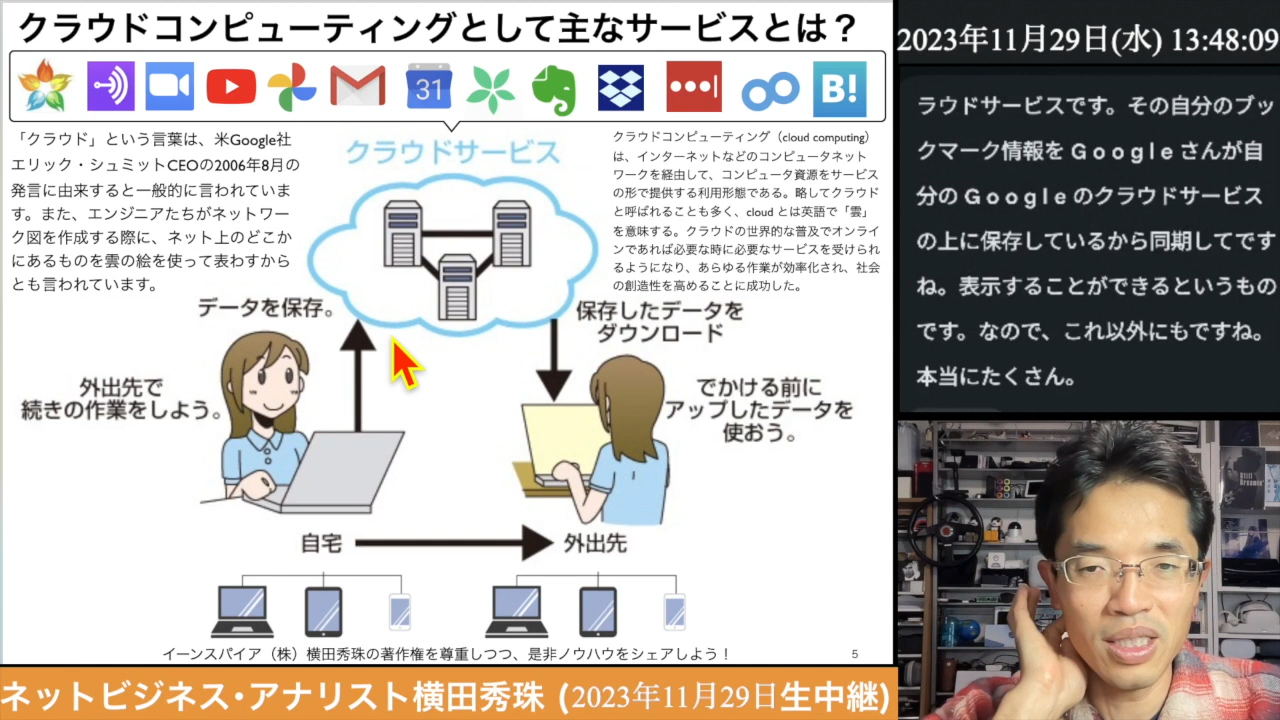 クラウドコンピューティングとして主なサービスとは？
31
B!
「クラウド」という言葉は、米Google社
エリック・シュミットCEOの2006年8月の
発言に由来すると一般的に言われていま
す。また、エンジニアたちがネットワー
ク図を作成する際に、ネット上のどこか
にあるものを雲の絵を使って表わすから
とも言われています。
クラウドサービス
クラウドコンピューティング（cloud computing）
は、インターネットなどのコンピュータネット
ワークを経由して、コンピュータ資源をサービス
の形で提供する利用形態である。略してクラウド
と呼ばれることも多く、cloud とは英語で「雲」
を意味する。クラウドの世界的な普及でオンライ
ンであれば必要な時に必要なサービスを受けられ
るようになり、あらゆる作業が効率化され、社会
の創造性を高めることに成功した。
データを保存。
保存したデータを
ダウンロード
外出先で
続きの作業をしよう。
でかける前に
アップしたデータを
使おう。
自宅
外出先
イーンスパイア（株）横田秀珠の著作権を尊重しつつ、是非ノウハウをシェアしよう！
5
2023年11月29日(水) 13:48:09
ラウドサービスです。その自分のブッ
クマーク情報をＧｏｏｇｌｅさんが自
分のＧｏｏｇｌｅのクラウドサービス
の上に保存しているから同期してです
ね。表示することができるというもの
です。なので、これ以外にもですね。
本当にたくさん。
ネットビジネス・アナリスト横田秀珠 (2023年11月29日生中継)